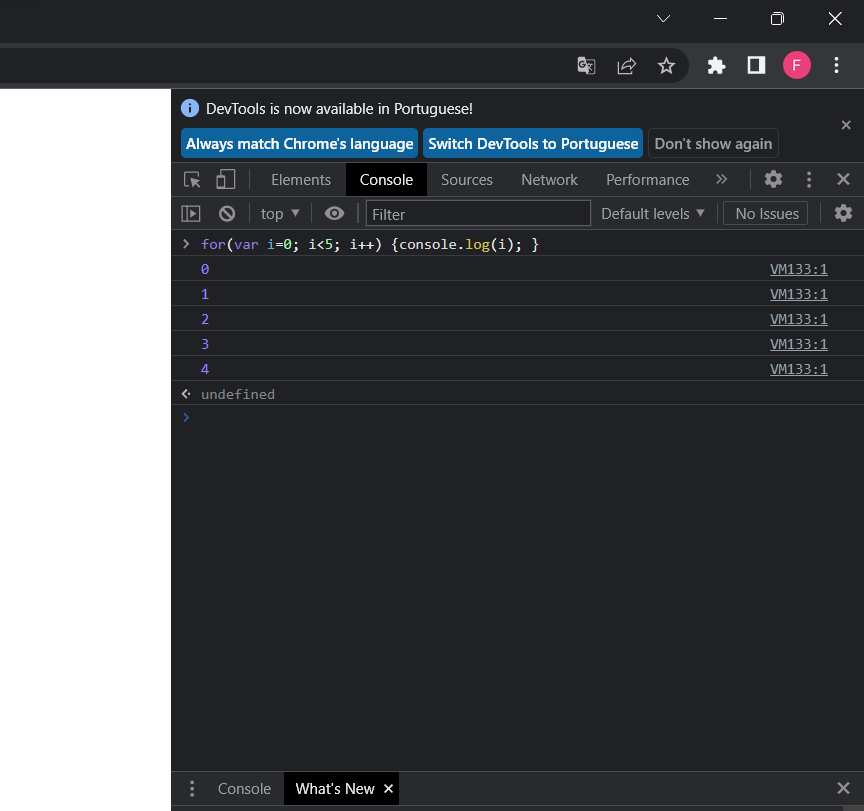 F
DevTools is now available in Portuguese!
Always match Chrome's language Switch DevTools to Portuguese Don't show again
Elements Console Sources Network Performance
top Filter Default levels No Issues
for(var i=0; i<5; i++) {console.log(i); }
0 VM133:1
1 VM133:1
2 VM133:1
3 VM133:1
4 VM133:1
undefined
Console What's New